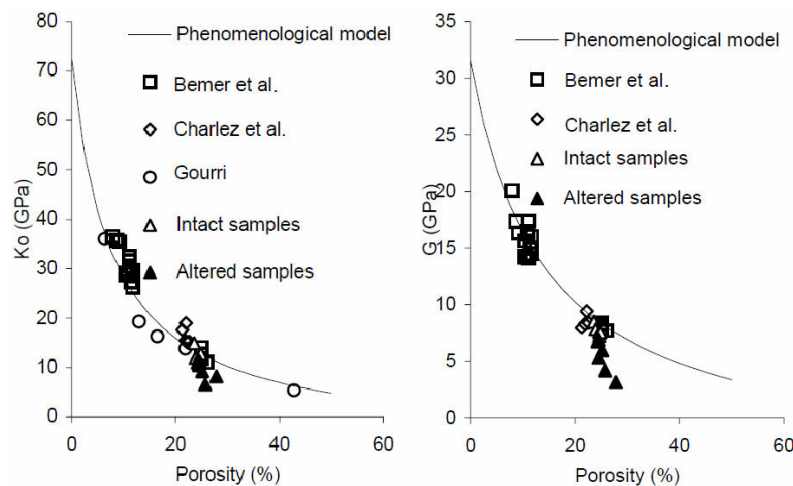 80
70
60
50
40
30
20
10
0
Ko (GPa)
Phenomenological model
Bemer et al.
Charlez et al.
Gourri
Intact samples
Altered samples
0 20 40 60
Porosity (%)
35
30
25
20
15
10
5
0
G (GPa)
Phenomenological model
Bemer et al.
Charlez et al.
Intact samples
Altered samples
0 20 40 60
Porosity (%)